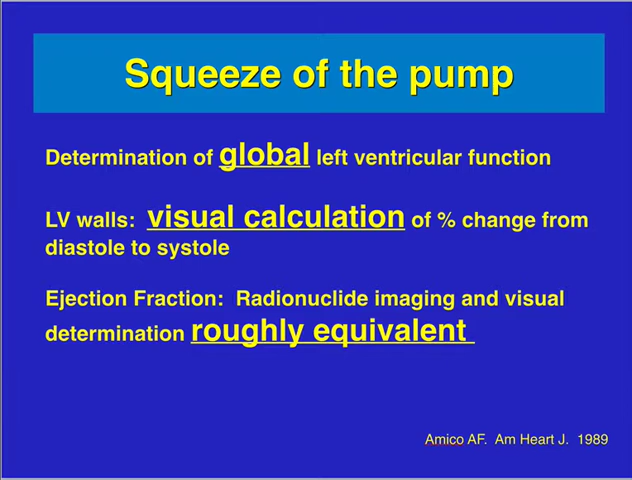 Squeeze of the pump
Determination of global left ventricular function
LV walls: visual calculation of % change from
diastole to systole
Ejection Fraction: Radionuclide imaging and visual
determination roughly equivalent
Amico AF. Am Heart J. 1989